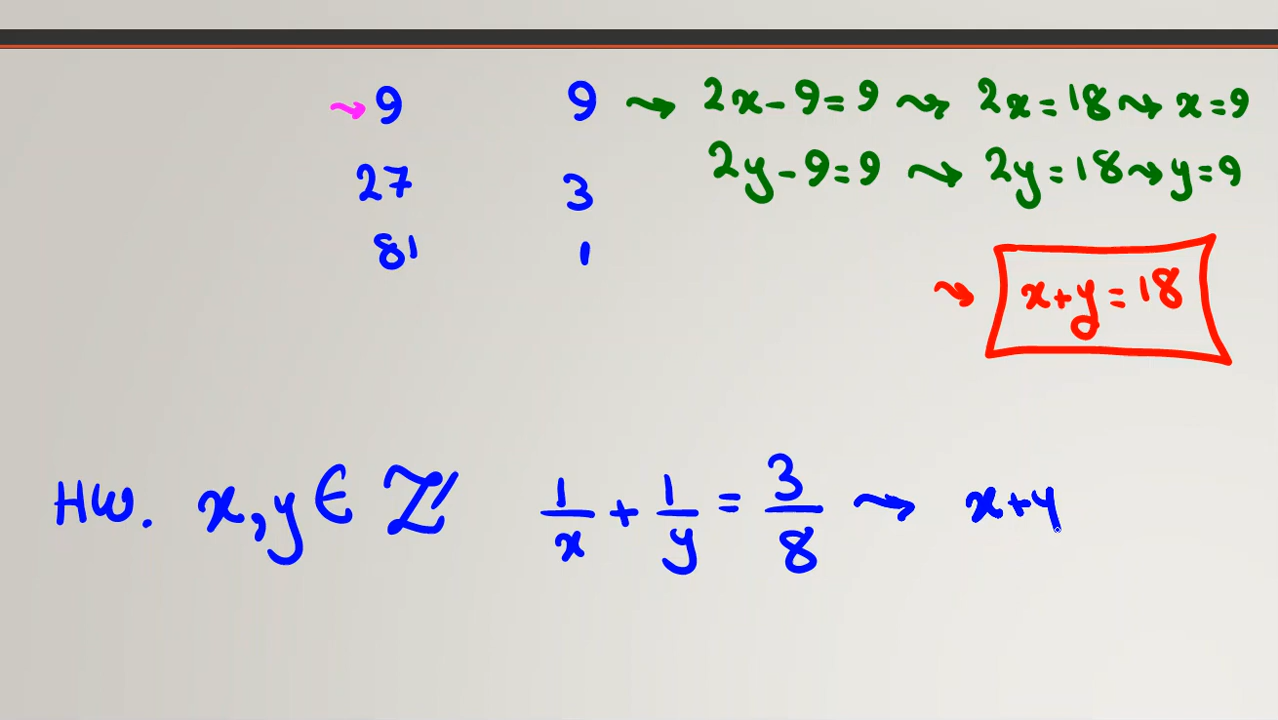 → 9 9 → 2x-9=9 → 2x=18 → x=9
27 3 2y-9=9 → 2y=18 → y=9
81 1
→ x+y=18
HW. x,y ∈ ℤ 1/x + 1/y = 3/8 → x+y